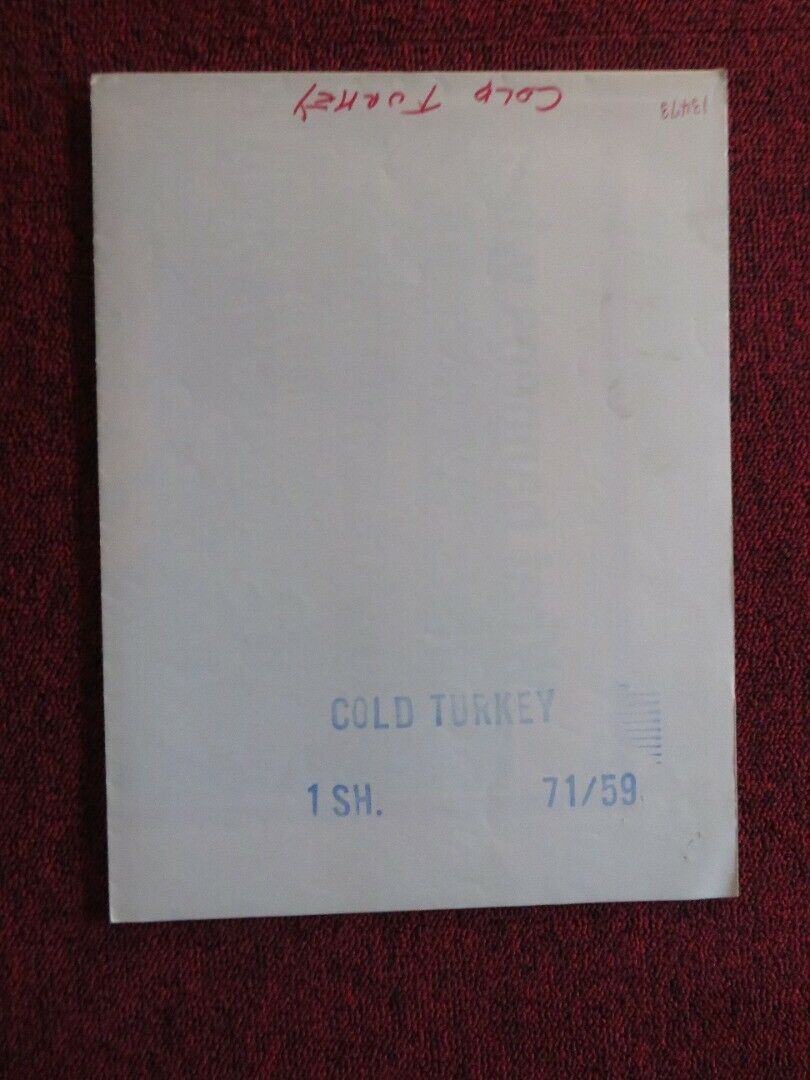 COLD TURKEY
13473
COLD TURKEY
1 SH. 71/59